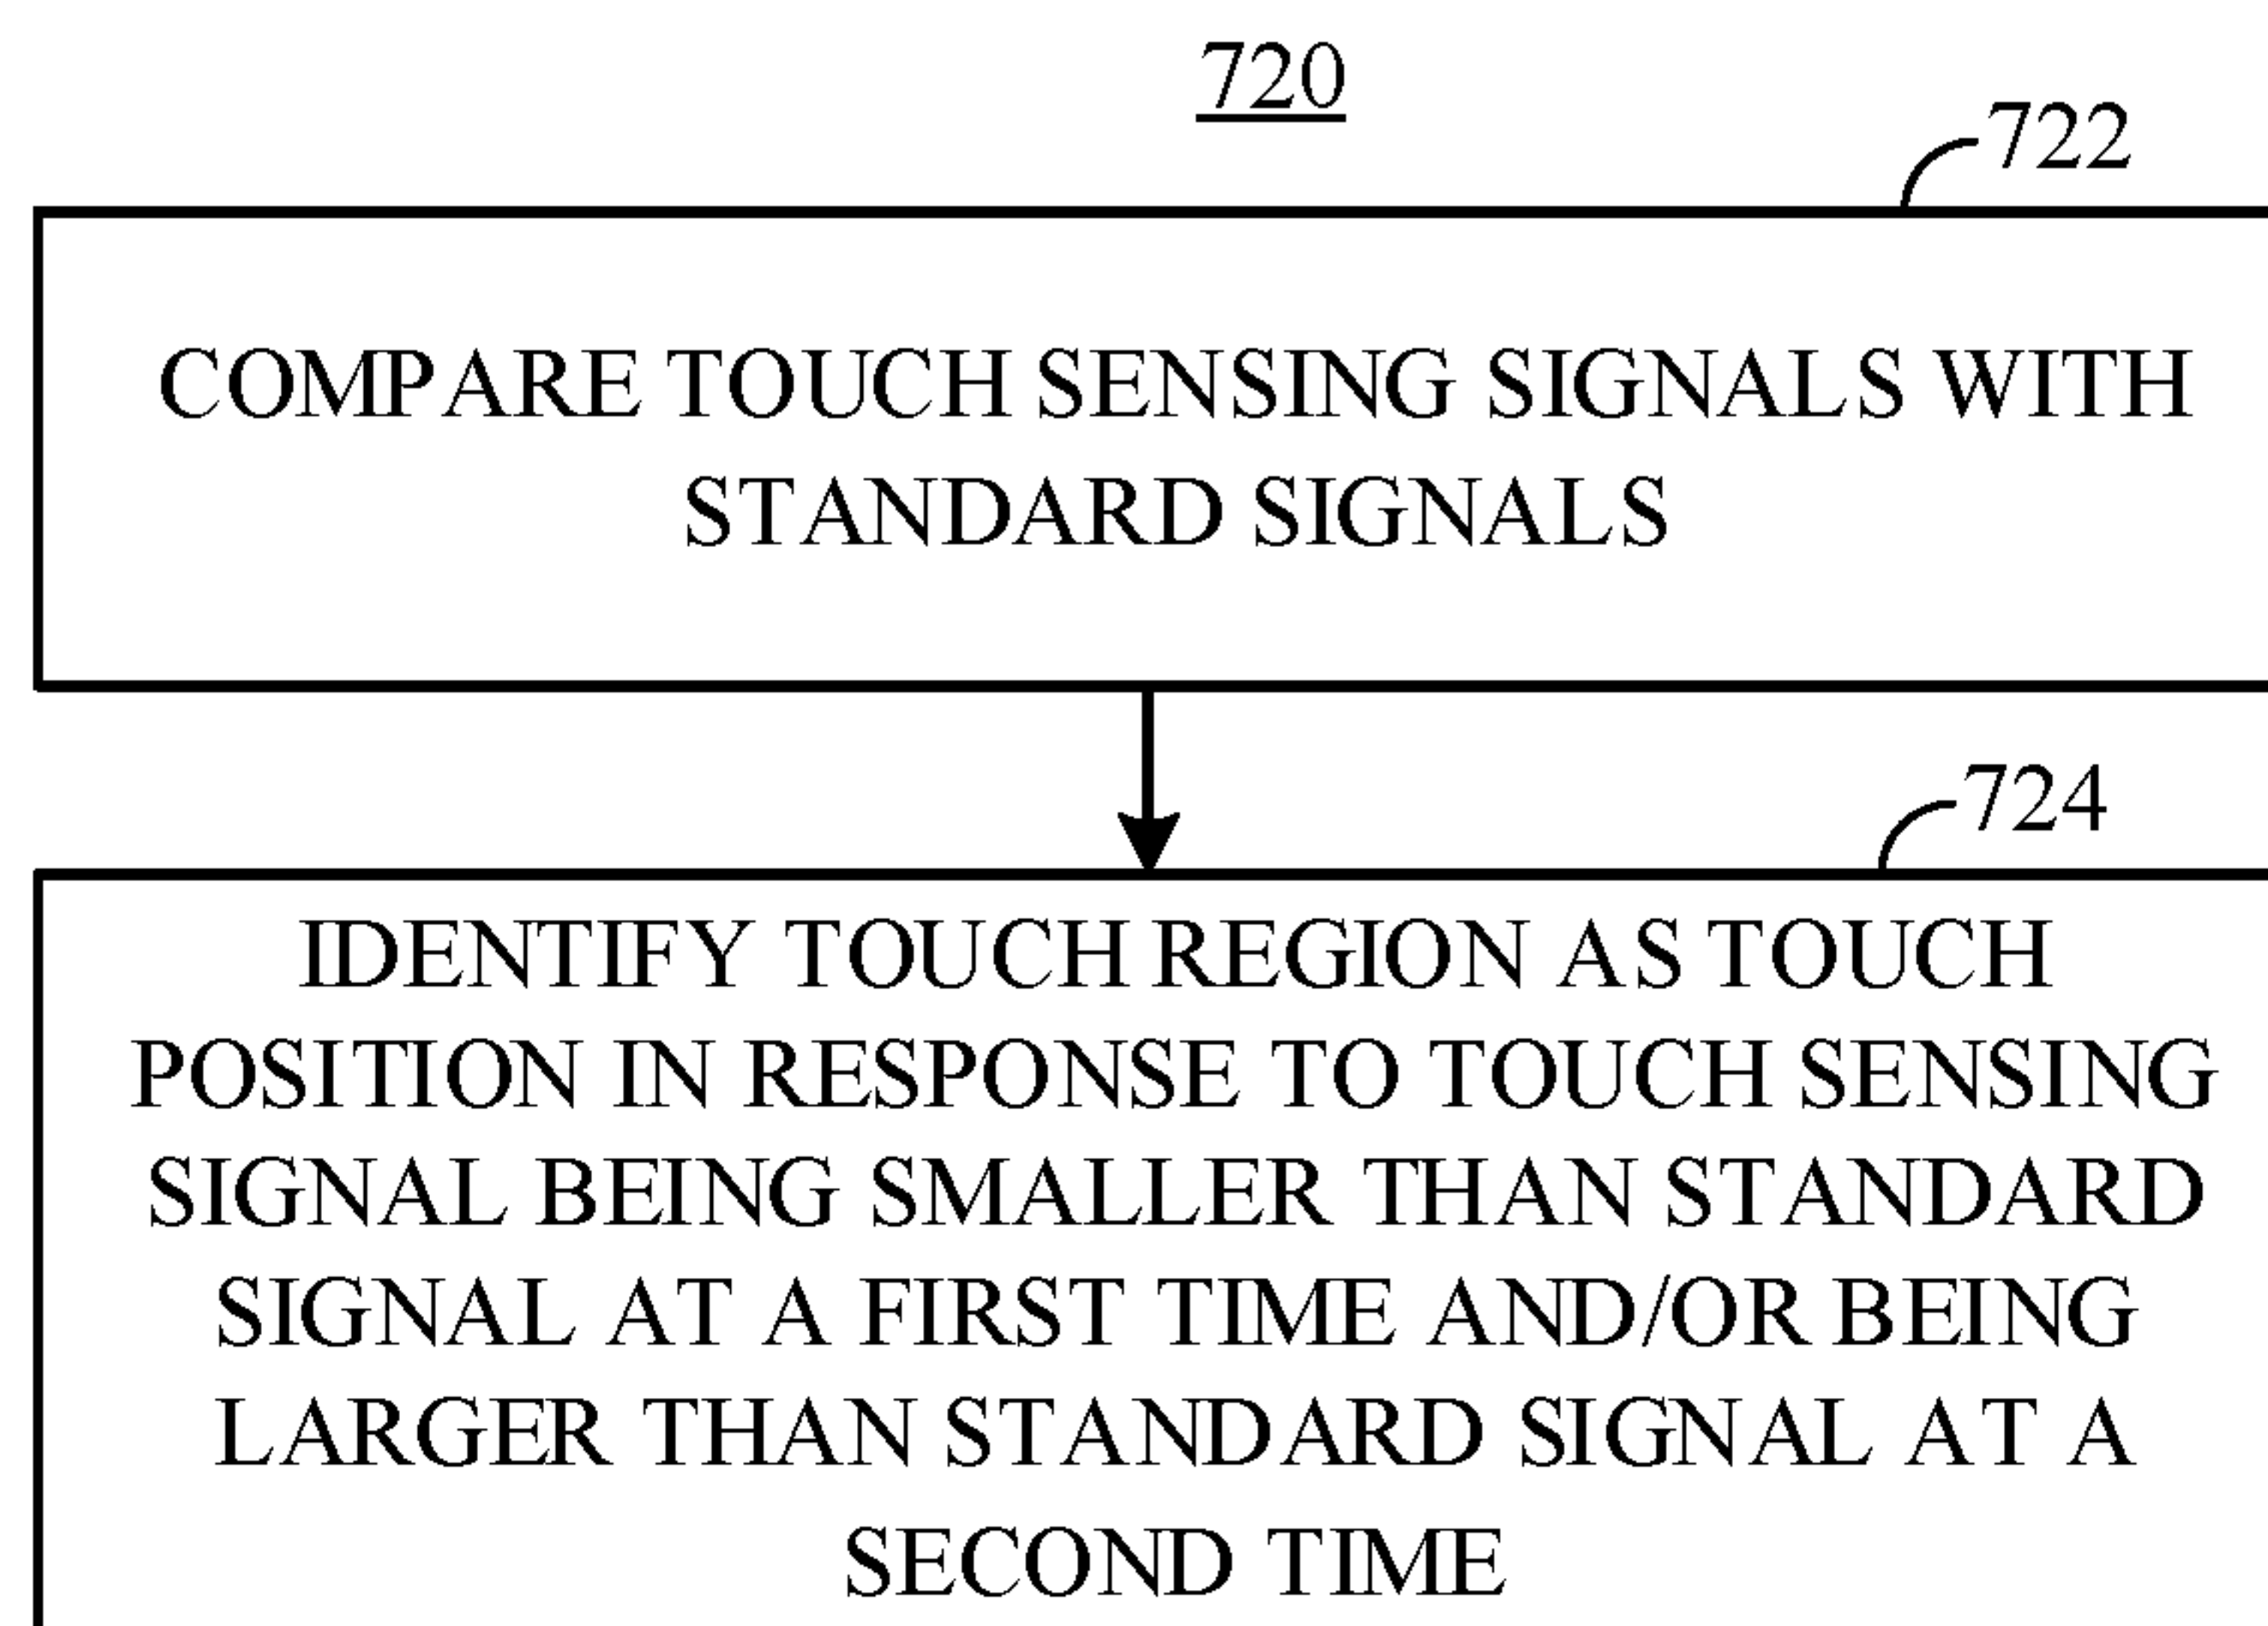 720
722
COMPARE TOUCH SENSING SIGNALS WITH
STANDARD SIGNALS
724
IDENTIFY TOUCH REGION AS TOUCH
POSITION IN RESPONSE TO TOUCH SENSING
SIGNAL BEING SMALLER THAN STANDARD
SIGNAL AT A FIRST TIME AND/OR BEING
LARGER THAN STANDARD SIGNAL AT A
SECOND TIME